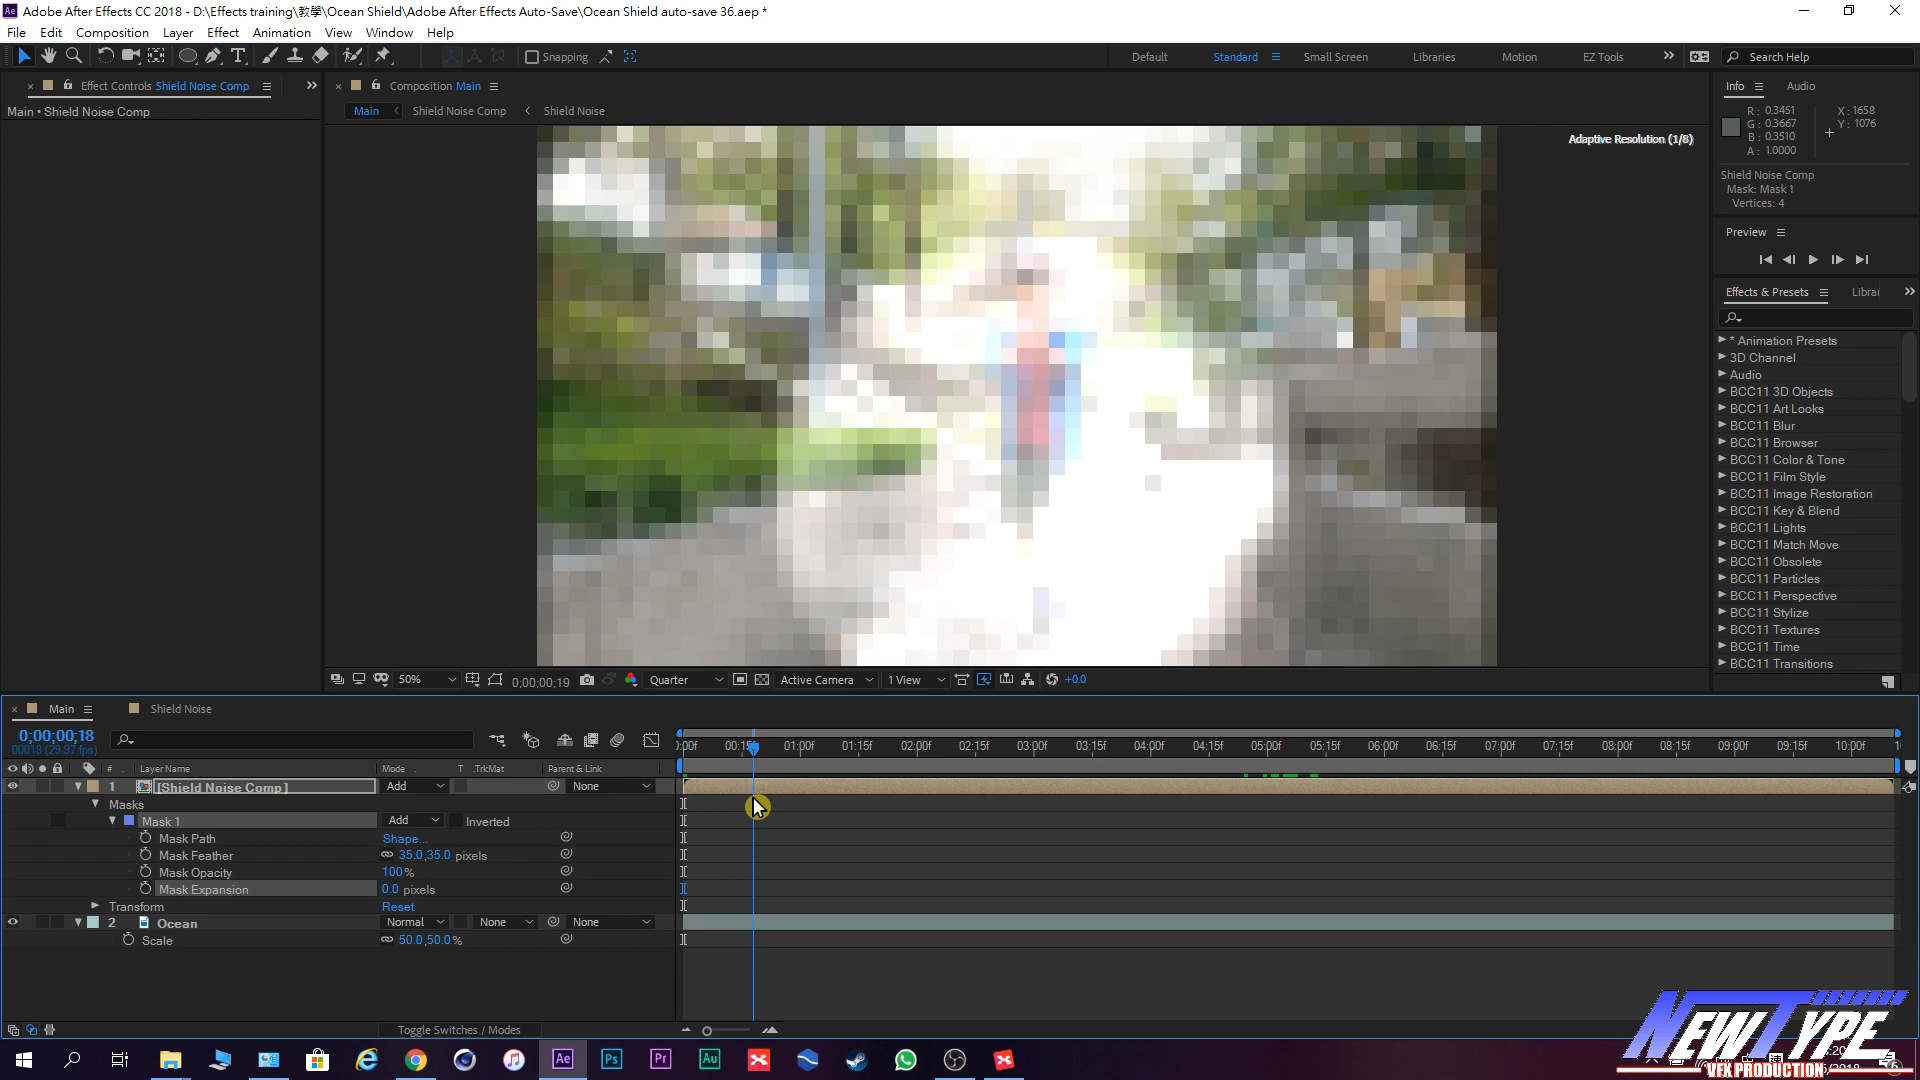 Adobe After Effects CC 2018 - D:\Effects training\教學\Ocean Shield\Adobe After Effects Auto-Save\Ocean Shield auto-save 36.aep *
File Edit Composition Layer Effect Animation View Window Help
Snapping
Default Standard Small Screen Libraries Motion EZ Tools Search Help
Effect Controls Shield Noise Comp
Composition Main
Info Audio
Main • Shield Noise Comp
Main Shield Noise Comp Shield Noise
R: 0.3451
G: 0.3667
B: 0.3510
A: 1.0000
X: 1658
Y: 1076
Adaptive Resolution (1/8)
Shield Noise Comp
Mask: Mask 1
Vertices: 4
Preview
Effects & Presets
* Animation Presets
3D Channel
Audio
BCC11 3D Objects
BCC11 Art Looks
BCC11 Blur
BCC11 Browser
BCC11 Color & Tone
BCC11 Film Style
BCC11 Image Restoration
BCC11 Key & Blend
BCC11 Lights
BCC11 Match Move
BCC11 Obsolete
BCC11 Particles
BCC11 Perspective
BCC11 Stylize
BCC11 Textures
BCC11 Time
BCC11 Transitions
50% 0;00;00;19 Quarter Active Camera 1 View +0.0
Main Shield Noise
0;00;00;18
00018 (29.97 fps)
01:00f 01:15f 02:00f 02:15f 03:00f 03:15f 04:00f 04:15f 05:00f 05:15f 06:00f 06:15f 07:00f 07:15f 08:00f 08:15f 09:00f 09:15f 10:00f
# Layer Name Mode T .TrkMat Parent & Link
1 [Shield Noise Comp] Add None
Masks
Mask 1 Add Inverted
Mask Path Shape...
Mask Feather 35.0,35.0 pixels
Mask Opacity 100%
Mask Expansion 0.0 pixels
Transform Reset
2 Ocean Normal None None
Scale 50.0,50.0%
Toggle Switches / Modes
Ae Ps Pr Au
NEWTYPE
VFX PRODUCTION